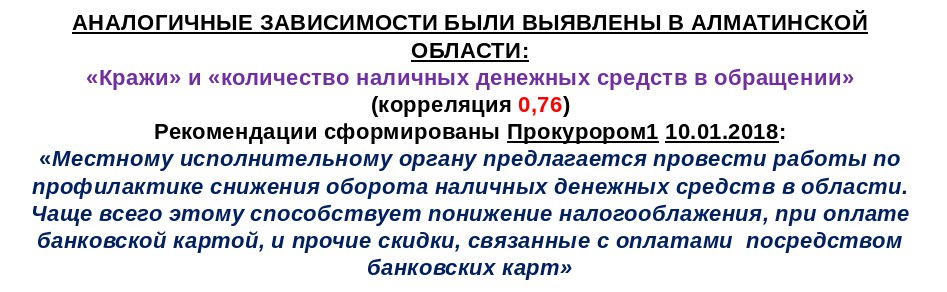 АНАЛОГИЧНЫЕ ЗАВИСИМОСТИ БЫЛИ ВЫЯВЛЕНЫ В АЛМАТИНСКОЙ
ОБЛАСТИ:
«Кражи» и «количество наличных денежных средств в обращении»
(корреляция 0,76)
Рекомендации сформированы Прокурором1 10.01.2018:
«Местному исполнительному органу предлагается провести работы по
профилактике снижения оборота наличных денежных средств в области.
Чаще всего этому способствует понижение налогооблажения, при оплате
банковской картой, и прочие скидки, связанные с оплатами посредством
банковских карт»